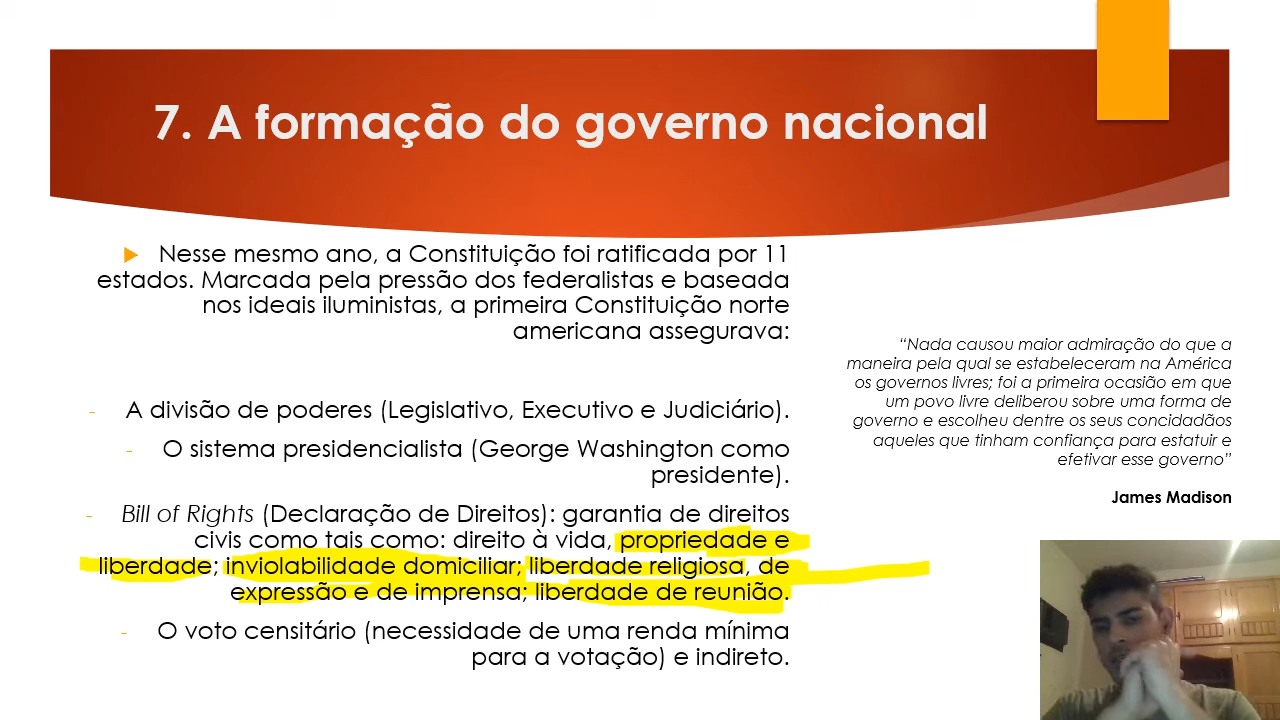 7. A formação do governo nacional
Nesse mesmo ano, a Constituição foi ratificada por 11
estados. Marcada pela pressão dos federalistas e baseada
nos ideais iluministas, a primeira Constituição norte
americana assegurava:
- A divisão de poderes (Legislativo, Executivo e Judiciário).
- O sistema presidencialista (George Washington como
presidente).
- Bill of Rights (Declaração de Direitos): garantia de direitos
civis como tais como: direito à vida, propriedade e
liberdade; inviolabilidade domiciliar; liberdade religiosa, de
expressão e de imprensa; liberdade de reunião.
- O voto censitário (necessidade de uma renda mínima
para a votação) e indireto.
“Nada causou maior admiração do que a
maneira pela qual se estabeleceram na América
os governos livres; foi a primeira ocasião em que
um povo livre deliberou sobre uma forma de
governo e escolheu dentre os seus concidadãos
aqueles que tinham confiança para estatuir e
efetivar esse governo”
James Madison